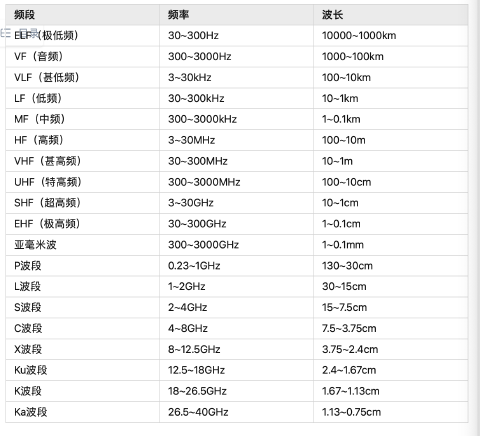 频段 频率 波长
ELF（极低频） 30~300Hz 10000~1000km
VF（音频） 300~3000Hz 1000~100km
VLF（甚低频） 3~30kHz 100~10km
LF（低频） 30~300kHz 10~1km
MF（中频） 300~3000kHz 1~0.1km
HF（高频） 3~30MHz 100~10m
VHF（甚高频） 30~300MHz 10~1m
UHF（特高频） 300~3000MHz 100~10cm
SHF（超高频） 3~30GHz 10~1cm
EHF（极高频） 30~300GHz 1~0.1cm
亚毫米波 300~3000GHz 1~0.1mm
P波段 0.23~1GHz 130~30cm
L波段 1~2GHz 30~15cm
S波段 2~4GHz 15~7.5cm
C波段 4~8GHz 7.5~3.75cm
X波段 8~12.5GHz 3.75~2.4cm
Ku波段 12.5~18GHz 2.4~1.67cm
K波段 18~26.5GHz 1.67~1.13cm
Ka波段 26.5~40GHz 1.13~0.75cm